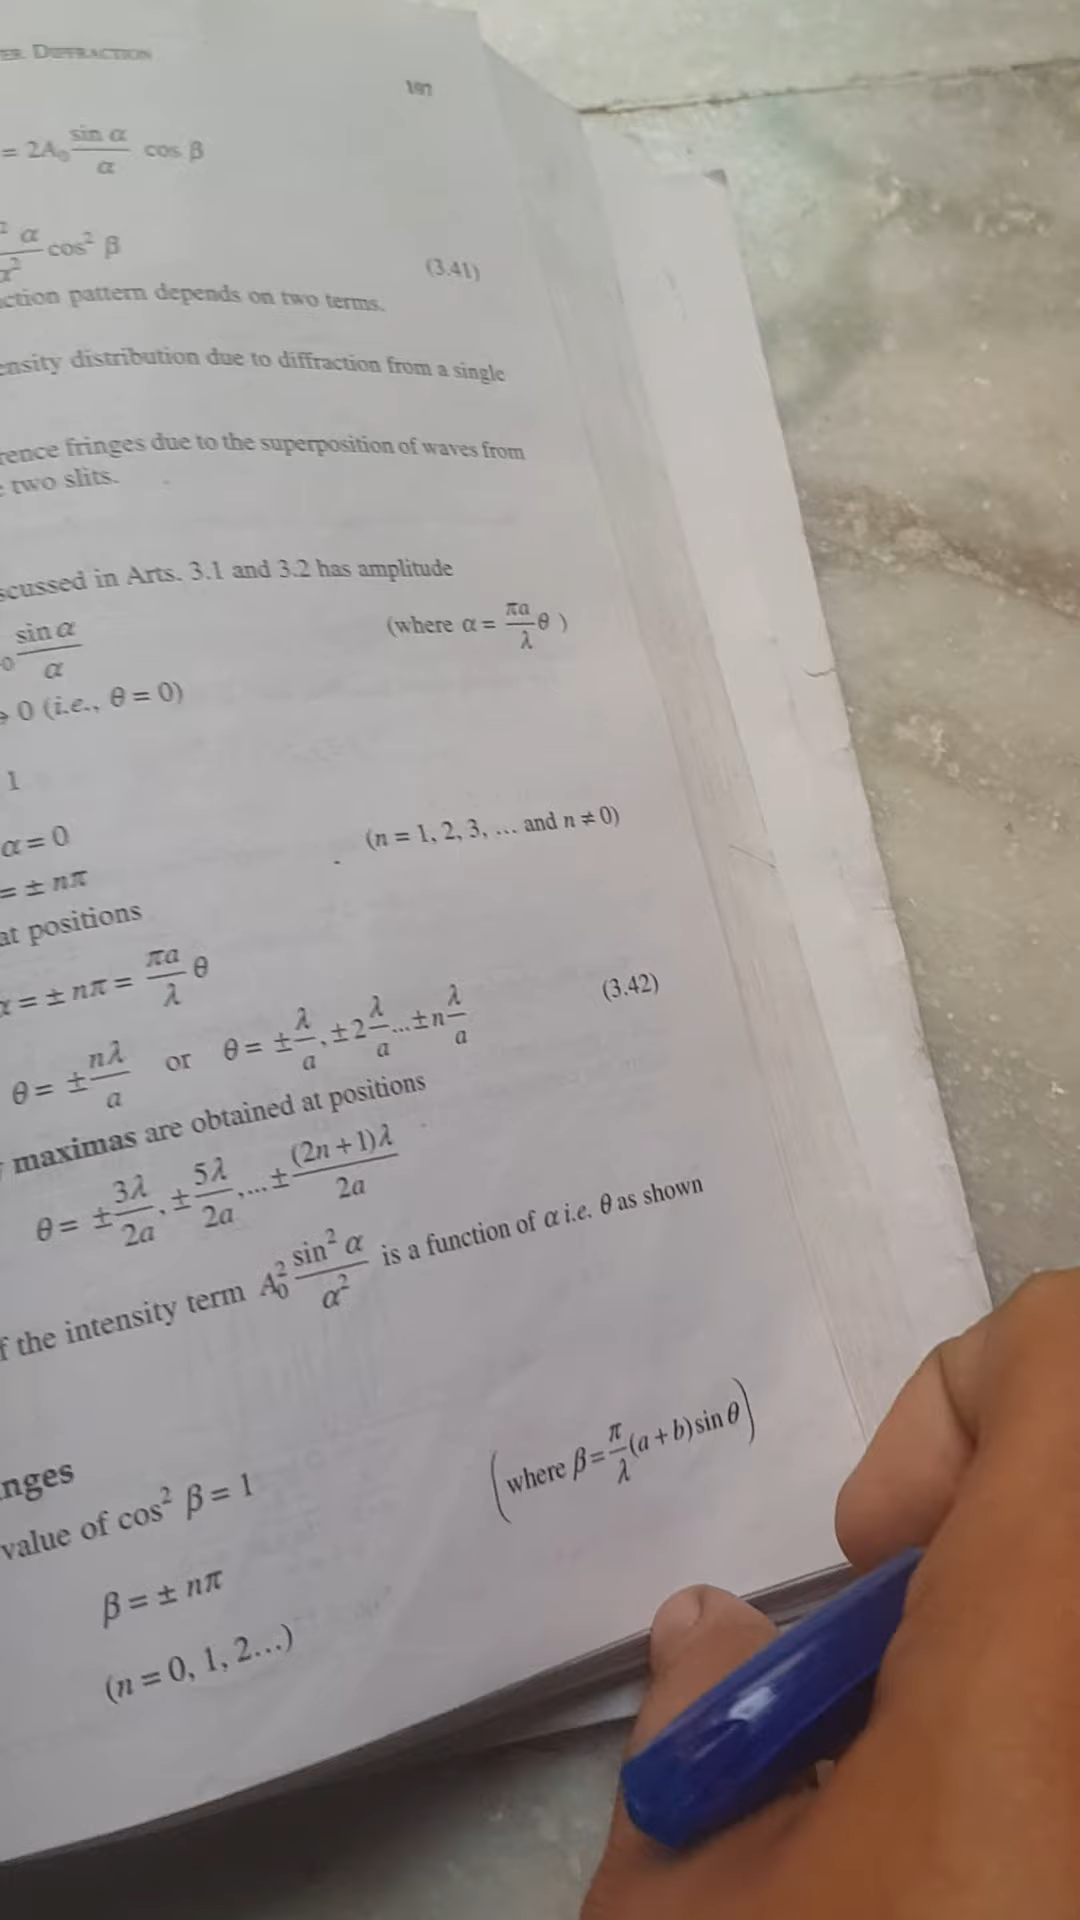 DIFFRACTION
107
= 2A₀ sin α / α cos β
² α / α² cos² β (3.41)
ction pattern depends on two terms.
ensity distribution due to diffraction from a single
rence fringes due to the superposition of waves from
two slits.
scussed in Arts. 3.1 and 3.2 has amplitude
₀ sin α / α (where α = πa/λ θ )
→ 0 (i.e., θ = 0)
1
α = 0
= ± nπ (n = 1, 2, 3, ... and n ≠ 0)
at positions
α = ± nπ = πa/λ θ
θ = ± nλ/a or θ = ± λ/a, ± 2 λ/a ... ± n λ/a (3.42)
maximas are obtained at positions
θ = ± 3λ/2a, ± 5λ/2a, ... ± (2n + 1)λ/2a
f the intensity term A₀² sin² α/α² is a function of α i.e. θ as shown
nges
value of cos² β = 1 (where β = π/λ (a + b) sin θ)
β = ± nπ
(n = 0, 1, 2...)